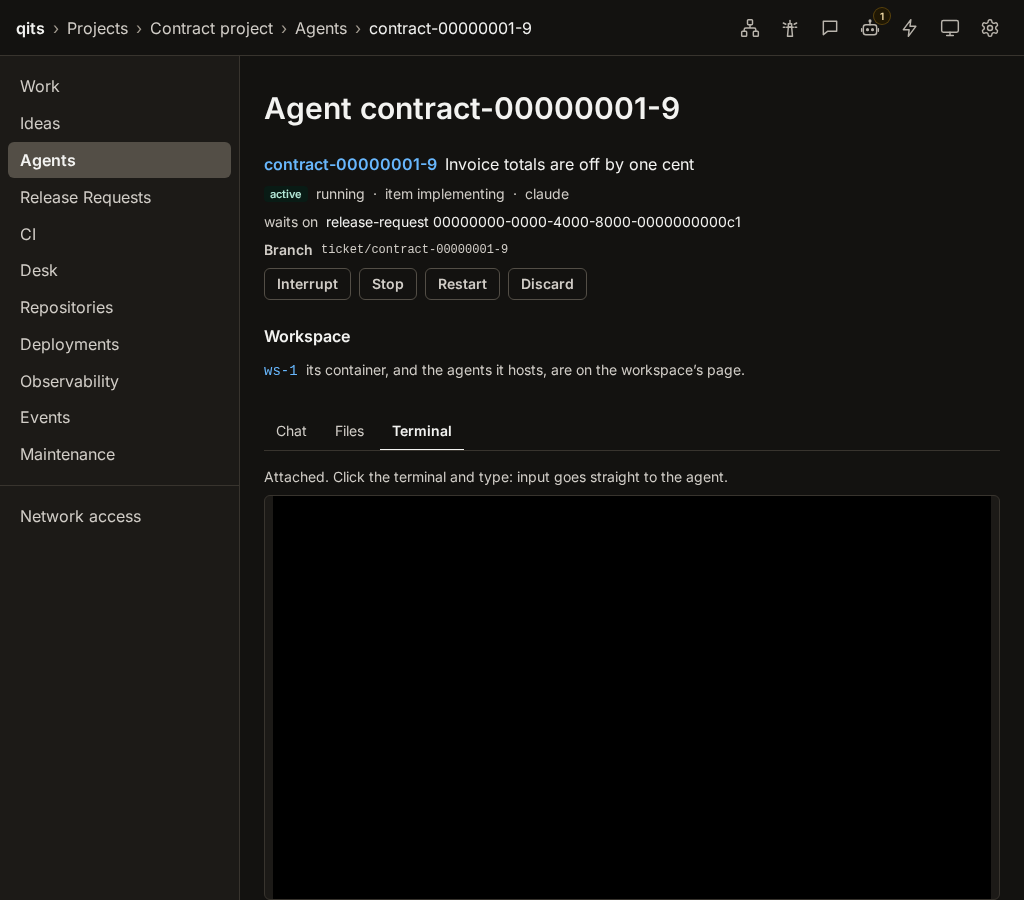 qits › Projects › Contract project › Agents › contract-00000001-9
1
Work
Ideas
Agents
Release Requests
CI
Desk
Repositories
Deployments
Observability
Events
Maintenance
Network access
Agent contract-00000001-9
contract-00000001-9 Invoice totals are off by one cent
active running · item implementing · claude
waits on release-request 00000000-0000-4000-8000-0000000000c1
Branch ticket/contract-00000001-9
Interrupt Stop Restart Discard
Workspace
ws-1 its container, and the agents it hosts, are on the workspace’s page.
Chat Files Terminal
Attached. Click the terminal and type: input goes straight to the agent.